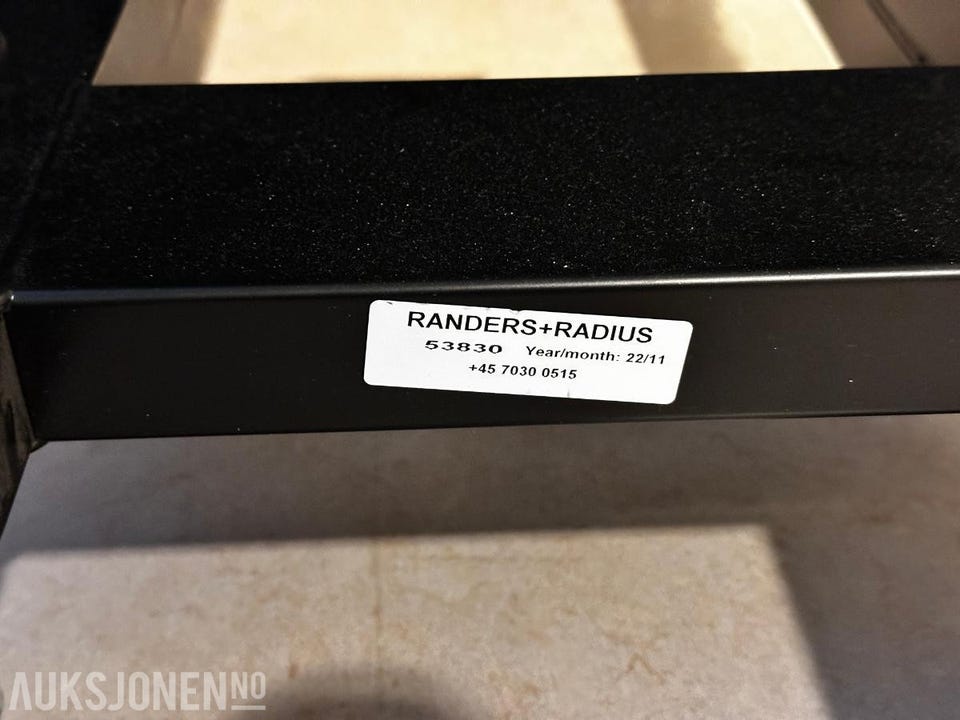 RANDERS+RADIUS
53830 Year/month: 22/11
+45 7030 0515
AUKSJONEN NO